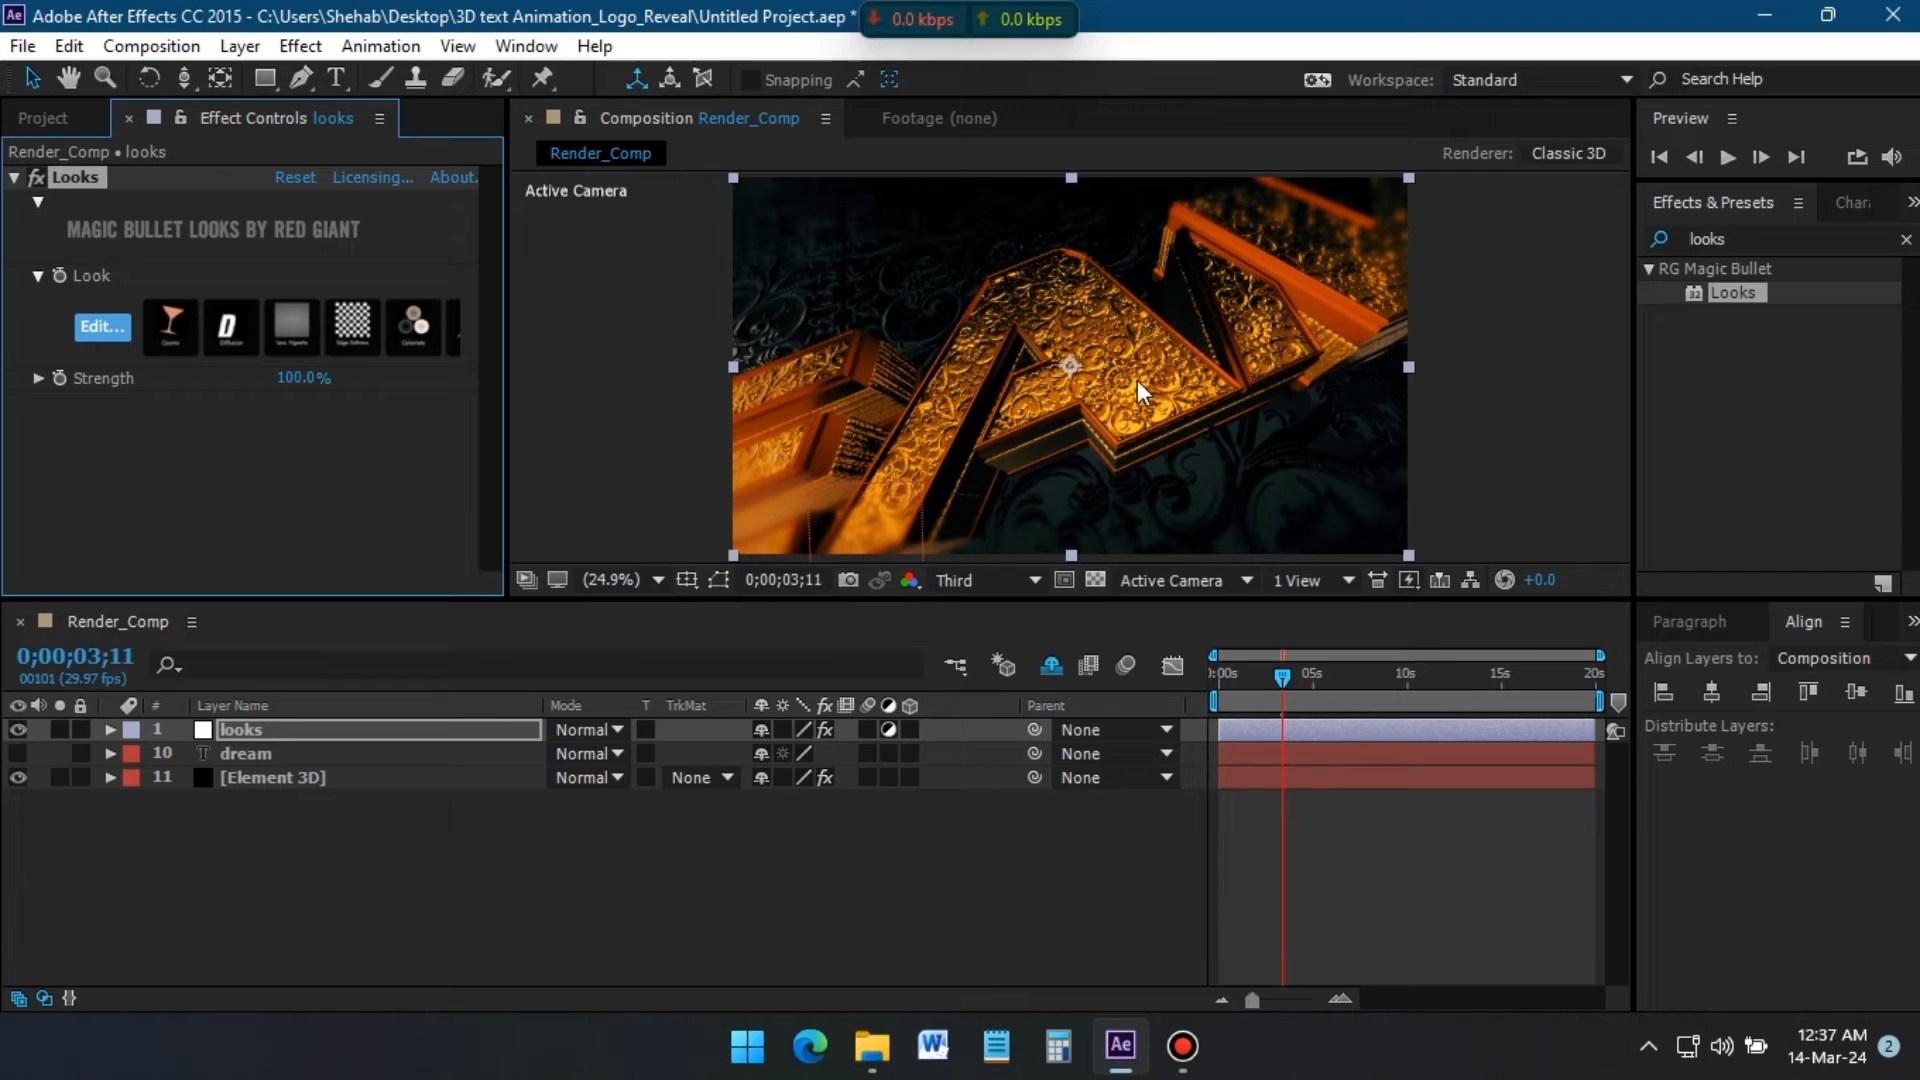 Adobe After Effects CC 2015 - C:\Users\Shehab\Desktop\3D text Animation_Logo_Reveal\Untitled Project.aep *
0.0 kbps
0.0 kbps
File Edit Composition Layer Effect Animation View Window Help
Snapping
Workspace: Standard
Search Help
Project
Effect Controls looks
Composition Render_Comp
Footage (none)
Preview
Render_Comp • looks
Render_Comp
Renderer: Classic 3D
fx Looks Reset Licensing... About.
Active Camera
Effects & Presets
Chara
MAGIC BULLET LOOKS BY RED GIANT
looks
RG Magic Bullet
Looks
Look
Edit...
Strength 100.0%
(24.9%)
0;00;03;11
Third
Active Camera
1 View
+0.0
Render_Comp
Paragraph
Align
0;00;03;11
00101 (29.97 fps)
Align Layers to: Composition
:00s 05s 10s 15s 20s
# Layer Name Mode T TrkMat fx Parent
Distribute Layers:
1 looks Normal fx None
10 T dream Normal None
11 [Element 3D] Normal None fx None
12:37 AM
14-Mar-24
2